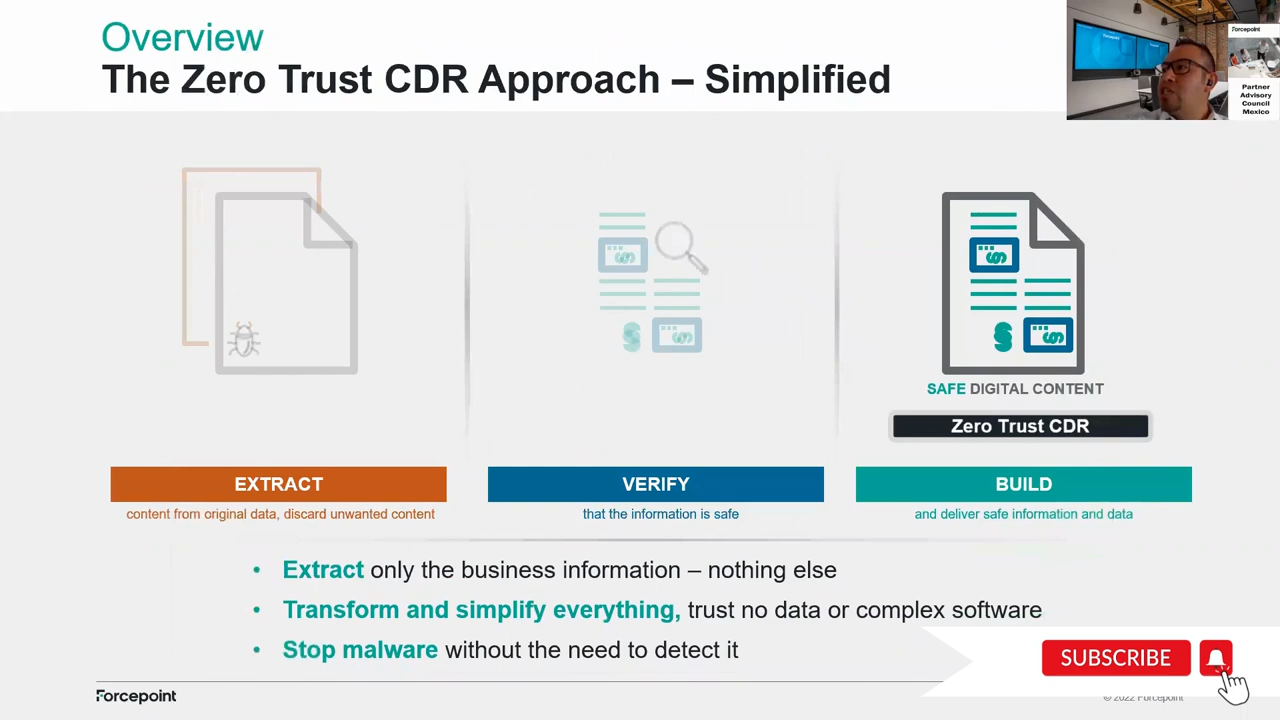 Overview
The Zero Trust CDR Approach – Simplified
Forcepoint
Partner
Advisory
Council
Mexico
SAFE DIGITAL CONTENT
Zero Trust CDR
EXTRACT
content from original data, discard unwanted content
VERIFY
that the information is safe
BUILD
and deliver safe information and data
• Extract only the business information – nothing else
• Transform and simplify everything, trust no data or complex software
• Stop malware without the need to detect it
SUBSCRIBE
Forcepoint
© 2022 Forcepoint